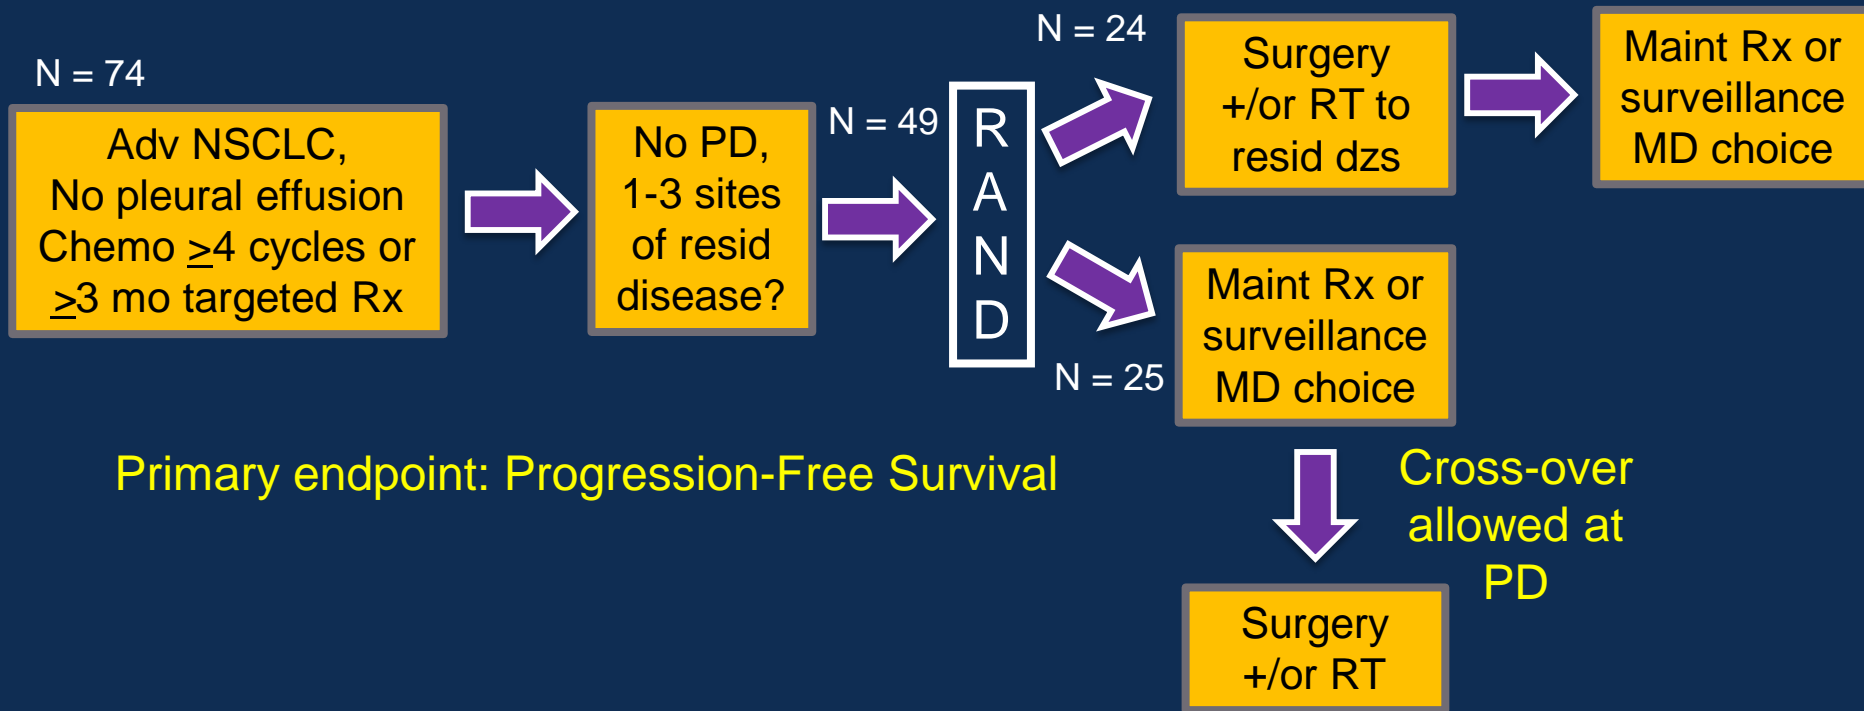 N = 74
Adv NSCLC,
No pleural effusion
Chemo ≥4 cycles or
≥3 mo targeted Rx
No PD,
1-3 sites
of resid
disease?
N = 49
R
A
N
D
N = 24
Surgery
+/or RT to
resid dzs
Maint Rx or
surveillance
MD choice
N = 25
Maint Rx or
surveillance
MD choice
Primary endpoint: Progression-Free Survival
Cross-over
allowed at
PD
Surgery
+/or RT